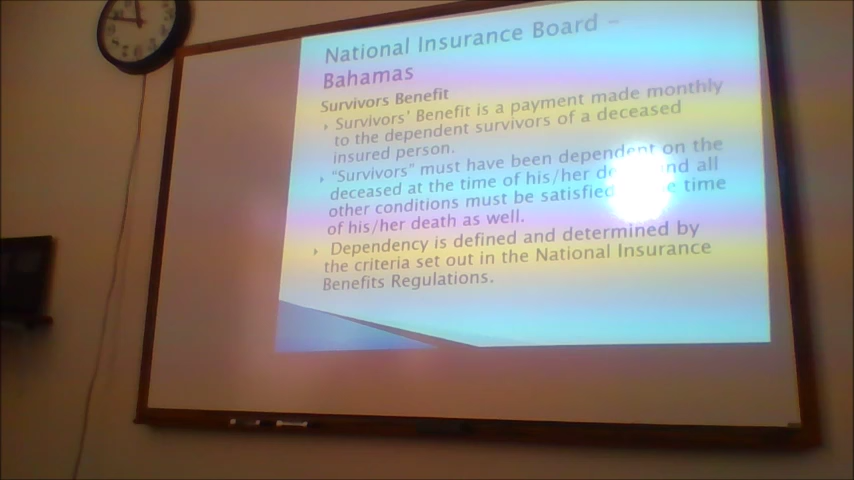 National Insurance Board –
Bahamas
Survivors Benefit
Survivors' Benefit is a payment made monthly
to the dependent survivors of a deceased
insured person.
"Survivors" must have been dependent on the
deceased at the time of his/her and all
other conditions must be satisfied time
of his/her death as well.
Dependency is defined and determined by
the criteria set out in the National Insurance
Benefits Regulations.